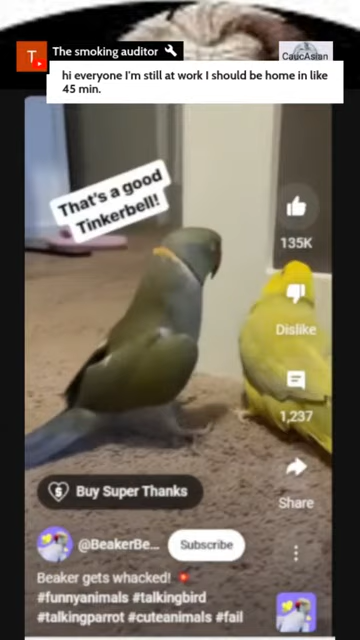 The smoking auditor
CaucAsian
hi everyone I'm still at work I should be home in like
45 min.
That's a good
Tinkerbell!
135K
Dislike
1,237
Buy Super Thanks
Share
@BeakerBe...
Subscribe
Beaker gets whacked!
#funnyanimals #talkingbird
#talkingparrot #cuteanimals #fail